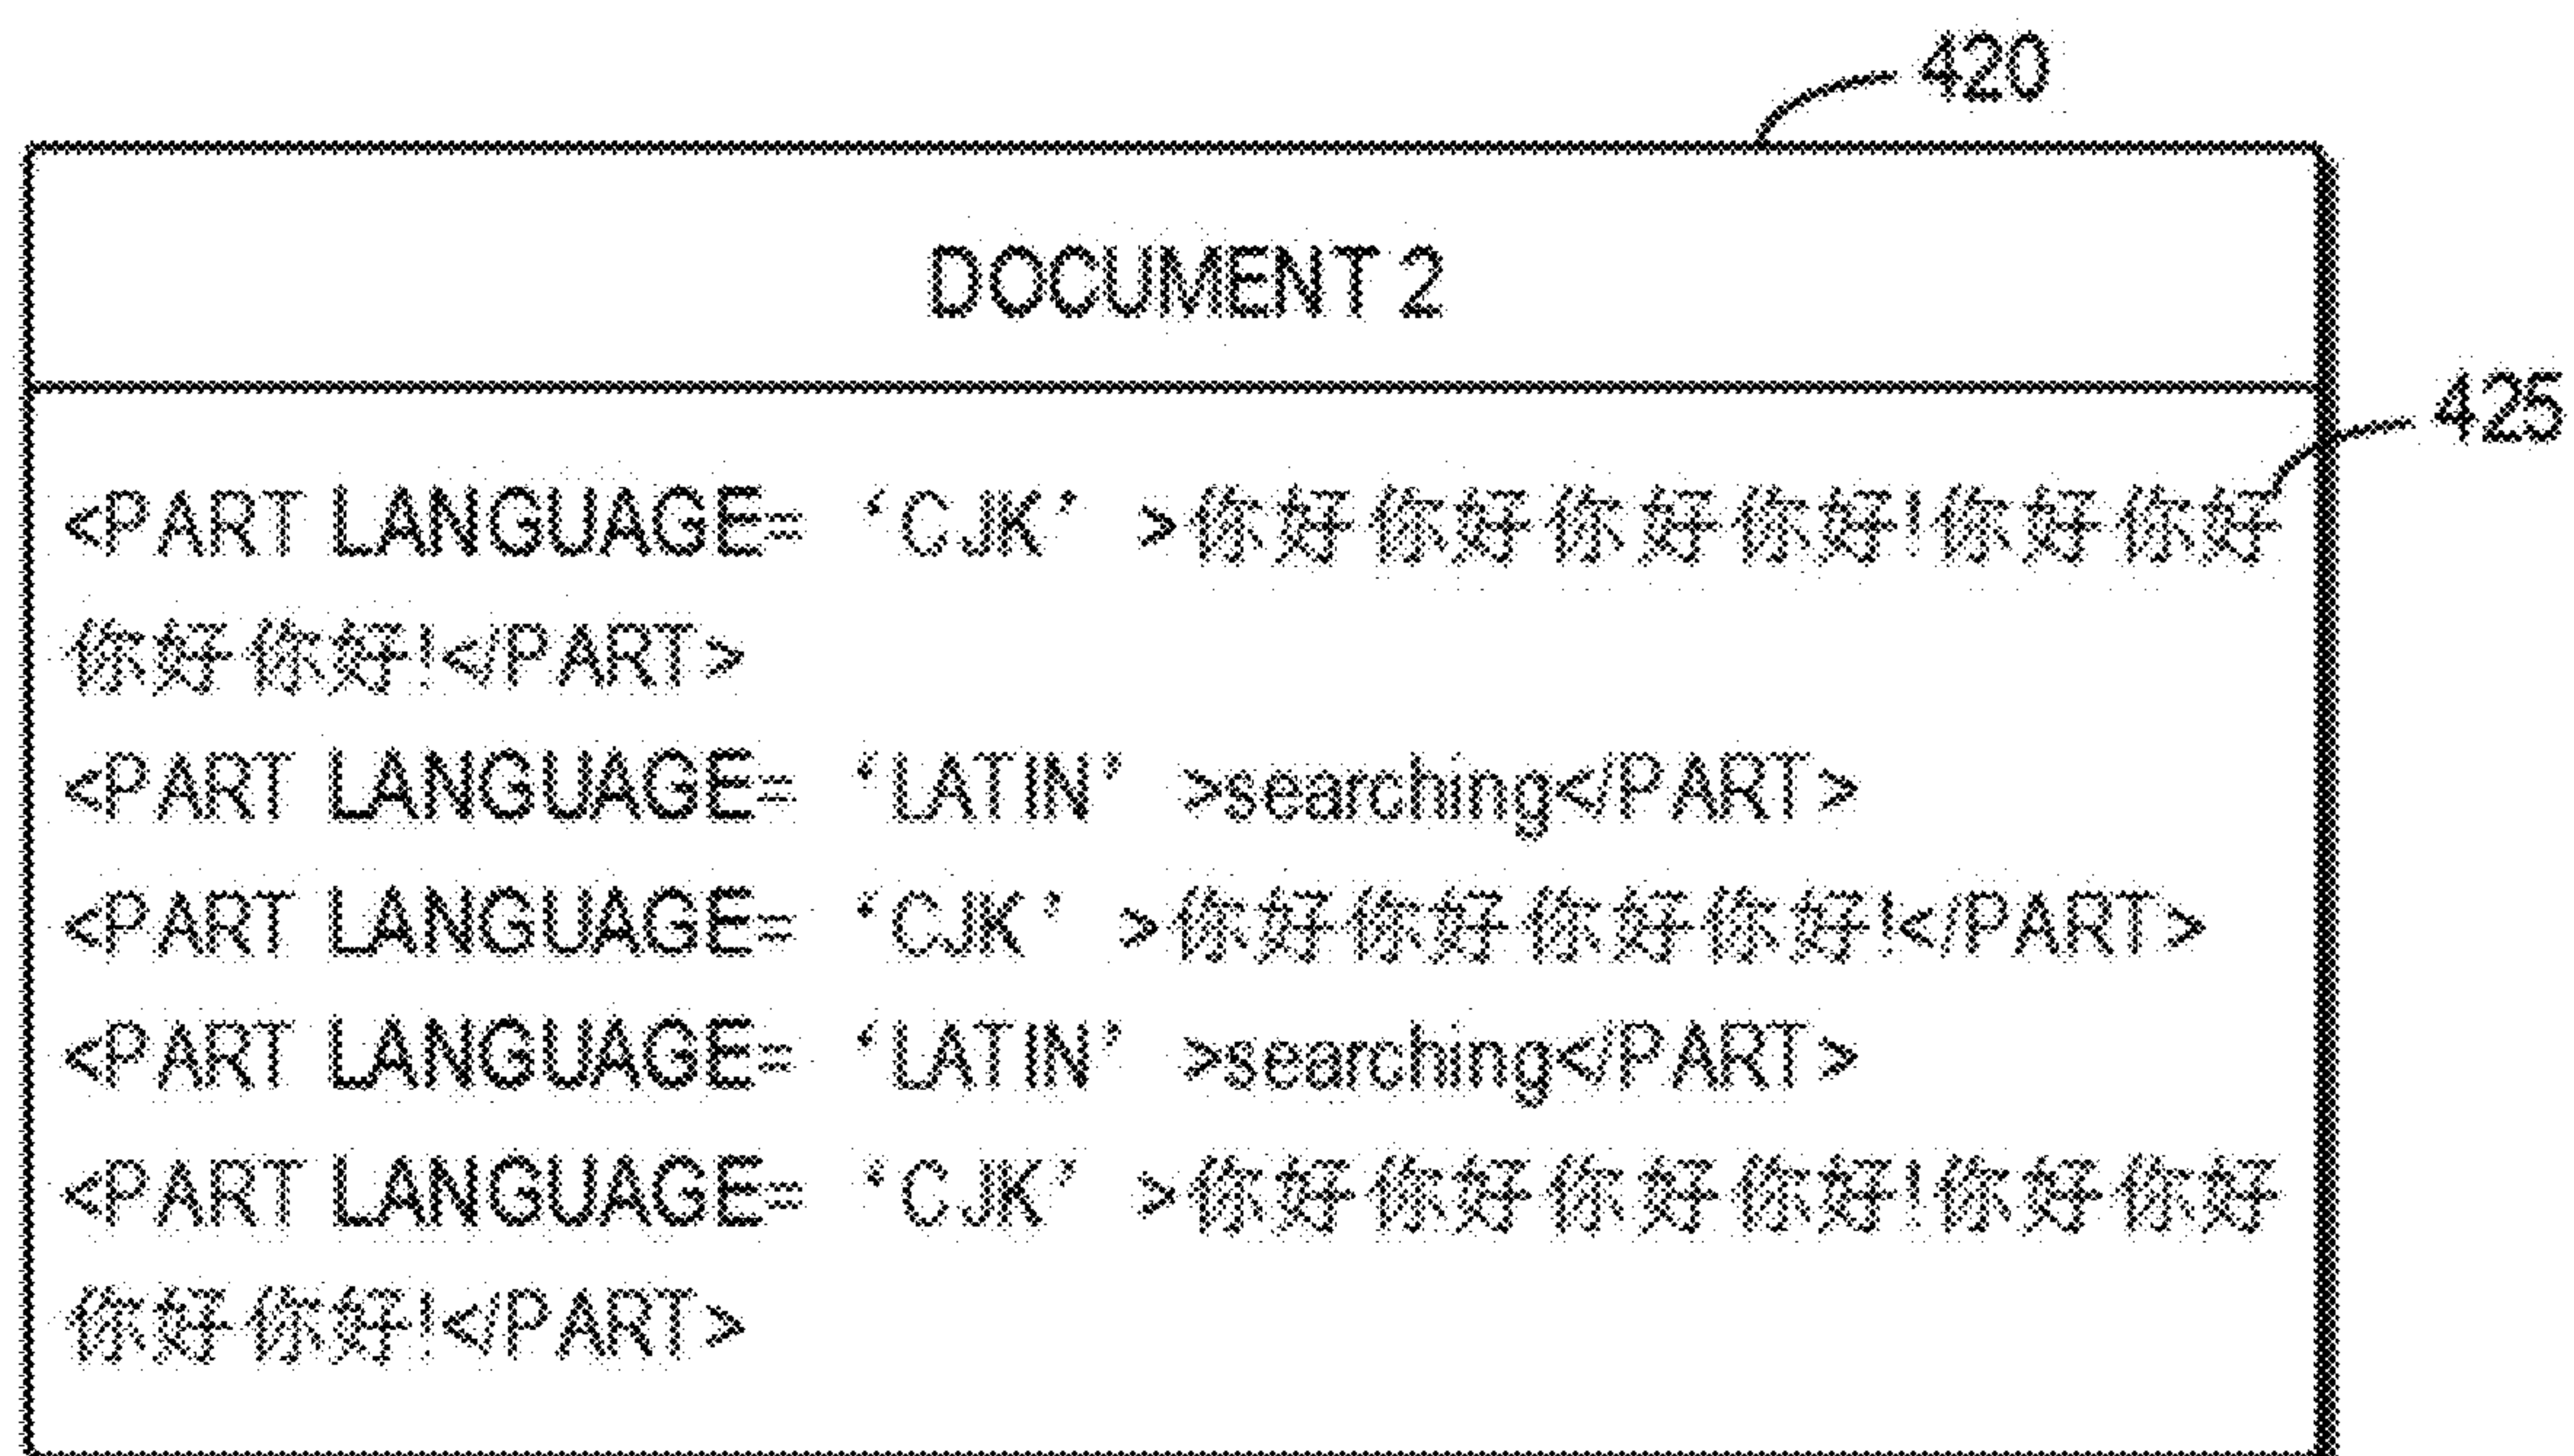 420
DOCUMENT 2
425
<PART LANGUAGE= ‘CJK’ >你好你好你好你好!你好你好
你好你好!</PART>
<PART LANGUAGE= ‘LATIN’ >searching</PART>
<PART LANGUAGE= ‘CJK’ >你好你好你好你好!</PART>
<PART LANGUAGE= ‘LATIN’ >searching</PART>
<PART LANGUAGE= ‘CJK’ >你好你好你好你好!你好你好
你好你好!</PART>